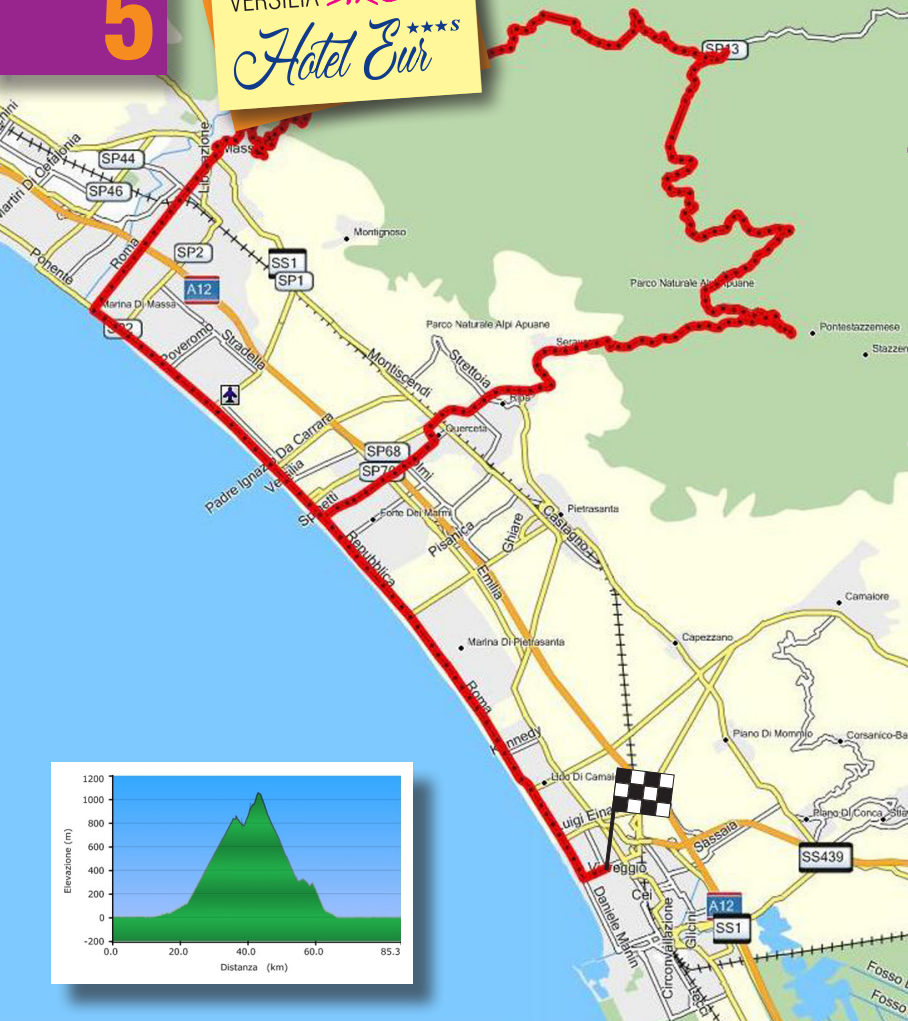 5
VERSILIA
Hotel Eur ★★★s
SP13
SP44
Martiri Di Cefalonia
SP46
Liberazione
Ponente
Roma
SP2
Montignoso
SS1
SP1
A12
Marina Di Massa
Poveromo
Stradella
Parco Naturale Alpi Apuane
Parco Naturale Alpi Apuane
Pontestazzemese
Strettoia
Montiscendi
Ripa
Querceta
Padre Ignazio Da Carrara
Versilia
SP68
SP70
Forte Dei Marmi
Repubblica
Pisanica
Ghiare
Castagno
Pietrasanta
Emilia
Camaiore
Marina Di Pietrasanta
Capezzano
Roma
Kennedy
Piano Di Mommio
Corsanico-Ba
Lido Di Camai
Luigi Eina
Piano Di Conca
Sassaia
SS439
Viareggio
Cei
A12
SS1
Daniele Manin
Circonvallazione
Glicini
Fosso
Fosso
Elevazione (m)
1200
1000
800
600
400
200
0
-200
0.0 20.0 40.0 60.0 85.3
Distanza (km)